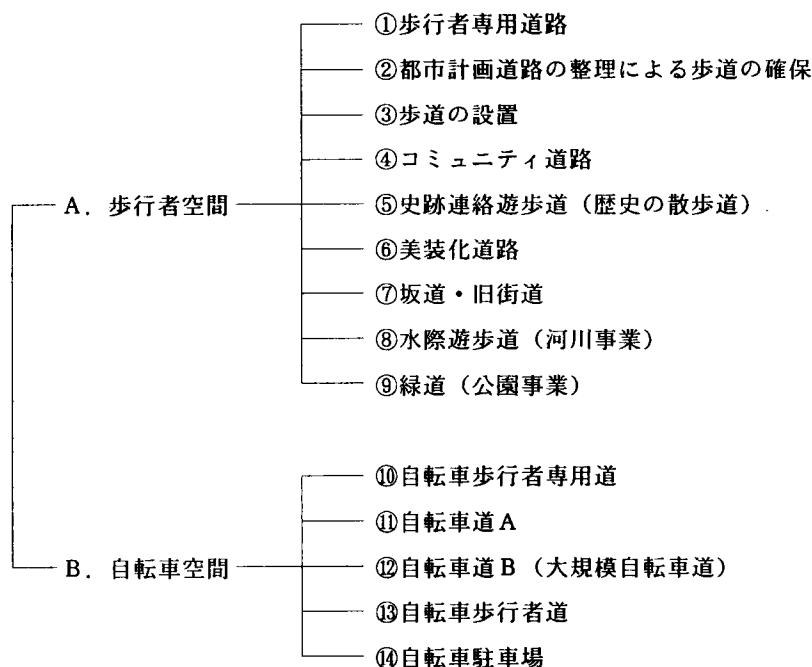 ①歩行者専用道路
②都市計画道路の整理による歩道の確保
③歩道の設置
④コミュニティ道路
A. 歩行者空間
⑤史跡連絡遊歩道（歴史の散歩道）
⑥美装化道路
⑦坂道・旧街道
⑧水際遊歩道（河川事業）
⑨緑道（公園事業）
⑩自転車歩行者専用道
⑪自転車道A
B. 自転車空間
⑫自転車道B（大規模自転車道）
⑬自転車歩行者道
⑭自転車駐車場